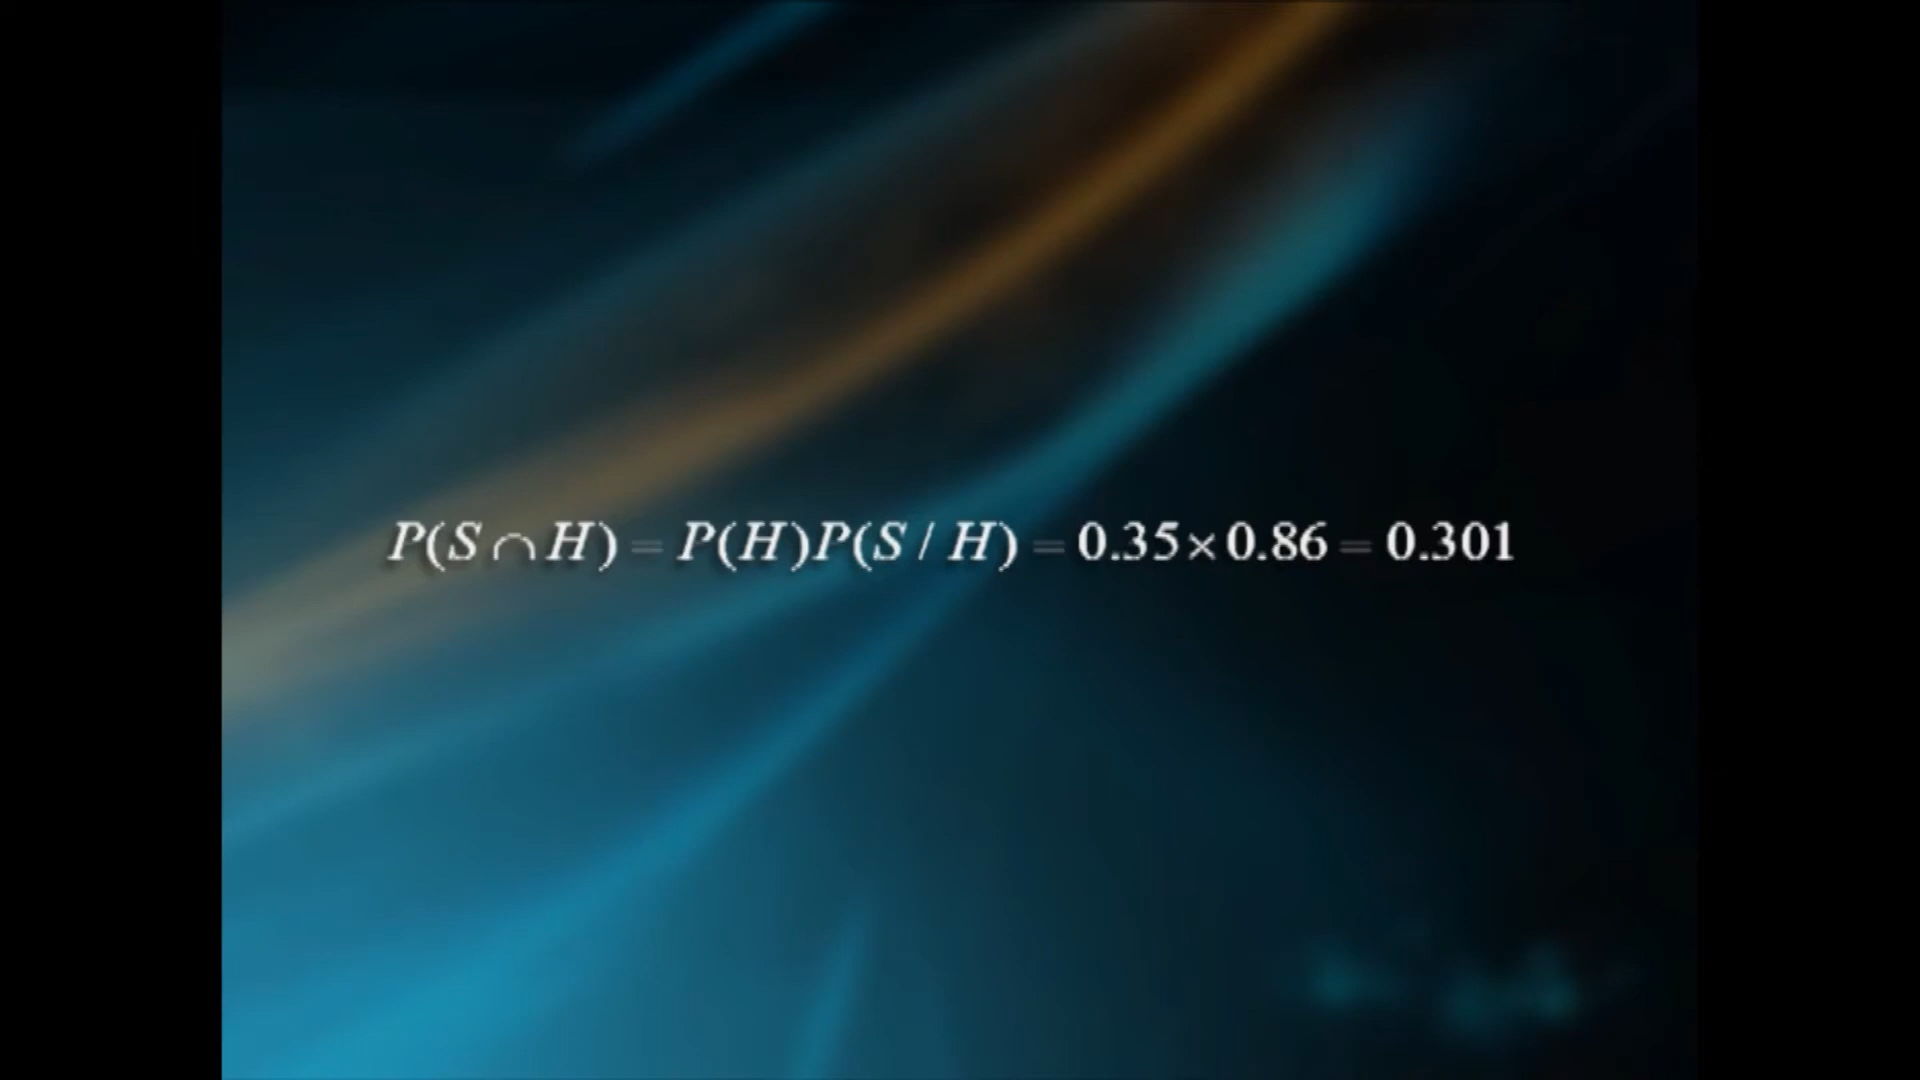 P(S ∩ H) = P(H)P(S / H) = 0.35×0.86 = 0.301